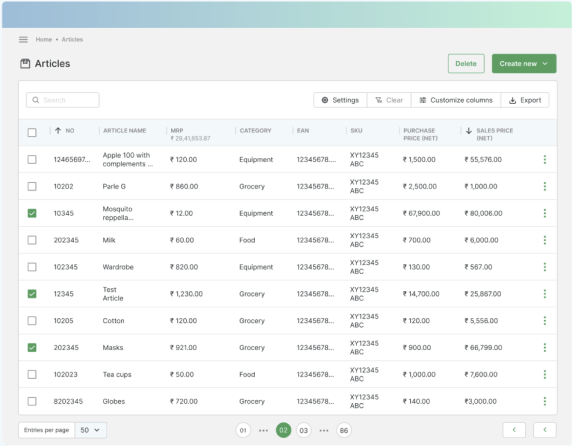 Home • Articles
Articles
Delete
Create new
Search
Settings
Clear
Customize columns
Export
NO ARTICLE NAME MRP CATEGORY EAN SKU PURCHASE SALES PRICE
₹ 29,41,653.87 PRICE (NET) (NET)
12465697... Apple 100 with complements ... ₹ 120.00 Equipment 12345678.... XY12345 ABC ₹ 1,500.00 ₹ 55,576.00
10202 Parle G ₹ 860.00 Grocery 12345678... XY12345 ABC ₹ 2,500.00 ₹ 1,000.00
10345 Mosquito reppella... ₹ 12.00 Equipment 12345678... XY12345 ABC ₹ 67,900.00 ₹ 80,006.00
202345 Milk ₹ 60.00 Food 12345678... XY12345 ABC ₹ 700.00 ₹ 6,000.00
102345 Wardrobe ₹ 820.00 Equipment 12345678... XY12345 ABC ₹ 130.00 ₹ 567.00
12345 Test Article ₹ 1,230.00 Grocery 12345678... XY12345 ABC ₹ 14,700.00 ₹ 25,867.00
10205 Cotton ₹ 120.00 Grocery 12345678... XY12345 ABC ₹ 120.00 ₹ 5,556.00
202345 Masks ₹ 921.00 Grocery 12345678... XY12345 ABC ₹ 900.00 ₹ 66,799.00
102023 Tea cups ₹ 50.00 Food 12345678... XY12345 ABC ₹ 1,000.00 ₹ 7,600.00
8202345 Globes ₹ 720.00 Grocery 12345678... XY12345 ABC ₹ 140.00 ₹3,000.00
Entries per page 50
01 ••• 02 03 ••• 86